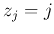 z_j = j